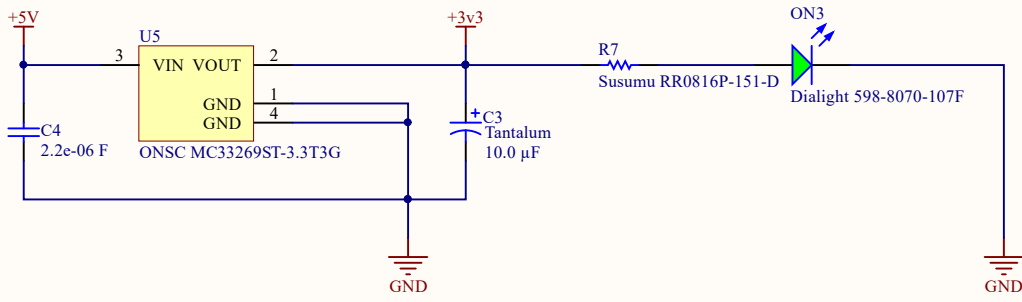 +5V
+3v3
ON3
U5
3
VIN VOUT
2
R7
Susumu RR0816P-151-D
Dialight 598-8070-107F
GND
1
GND
4
C4
2.2e-06 F
ONSC MC33269ST-3.3T3G
+
C3
Tantalum
10.0 µF
GND
GND